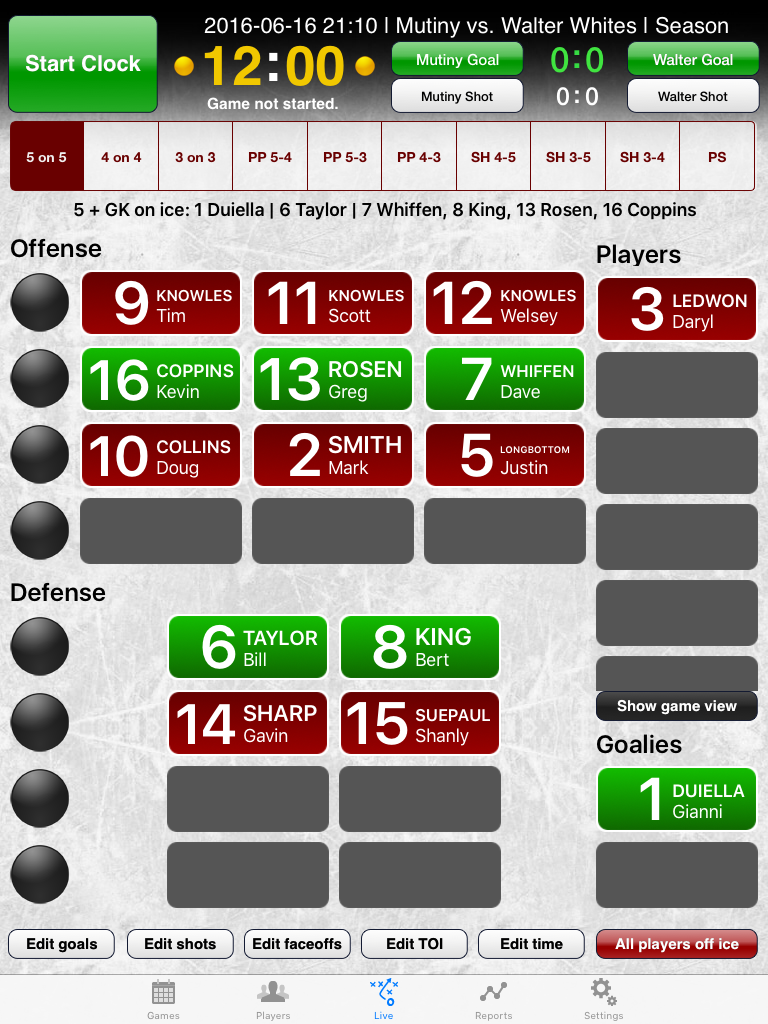 2016-06-16 21:10 | Mutiny vs. Walter Whites | Season
Start Clock
12:00
Game not started.
Mutiny Goal
0:0
Walter Goal
Mutiny Shot
0:0
Walter Shot
5 on 5
4 on 4
3 on 3
PP 5-4
PP 5-3
PP 4-3
SH 4-5
SH 3-5
SH 3-4
PS
5 + GK on ice: 1 Duiella | 6 Taylor | 7 Whiffen, 8 King, 13 Rosen, 16 Coppins
Offense
9 KNOWLES
Tim
11 KNOWLES
Scott
12 KNOWLES
Welsey
16 COPPINS
Kevin
13 ROSEN
Greg
7 WHIFFEN
Dave
10 COLLINS
Doug
2 SMITH
Mark
5 LONGBOTTOM
Justin
Defense
6 TAYLOR
Bill
8 KING
Bert
14 SHARP
Gavin
15 SUEPAUL
Shanly
Players
3 LEDWON
Daryl
Show game view
Goalies
1 DUIELLA
Gianni
Edit goals
Edit shots
Edit faceoffs
Edit TOI
Edit time
All players off ice
Games
Players
Live
Reports
Settings